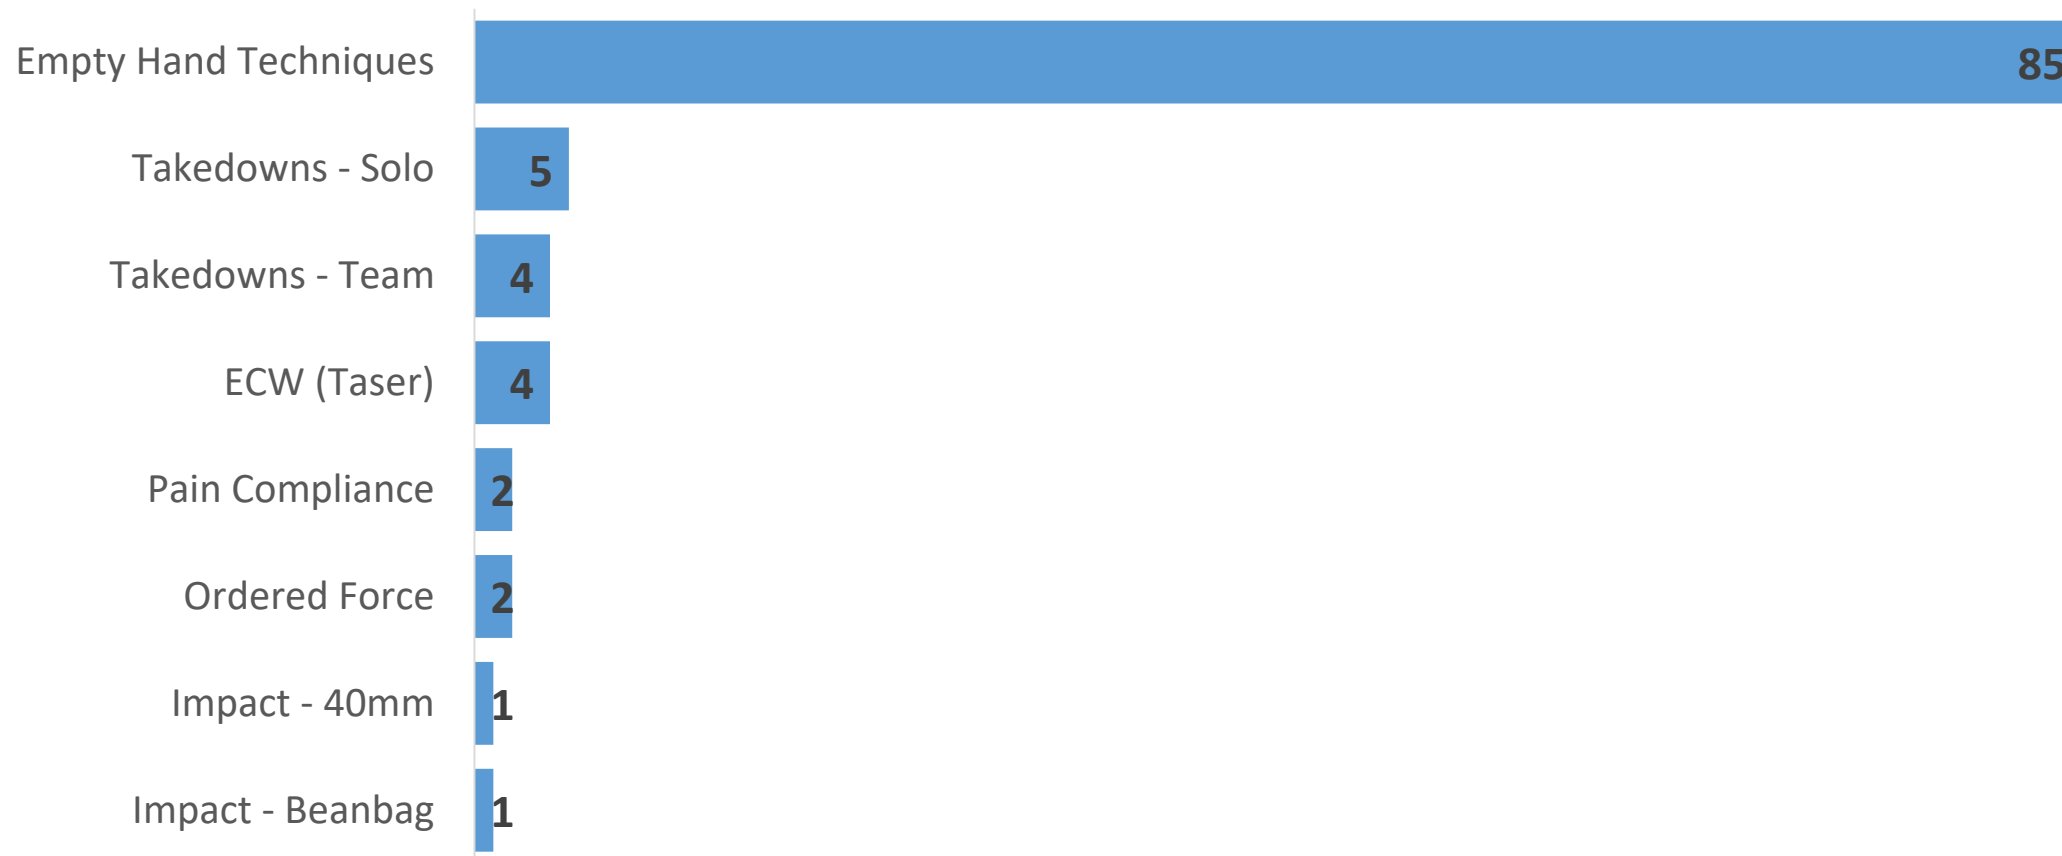 Empty Hand Techniques 85
Takedowns - Solo 5
Takedowns - Team 4
ECW (Taser) 4
Pain Compliance 2
Ordered Force 2
Impact - 40mm 1
Impact - Beanbag 1